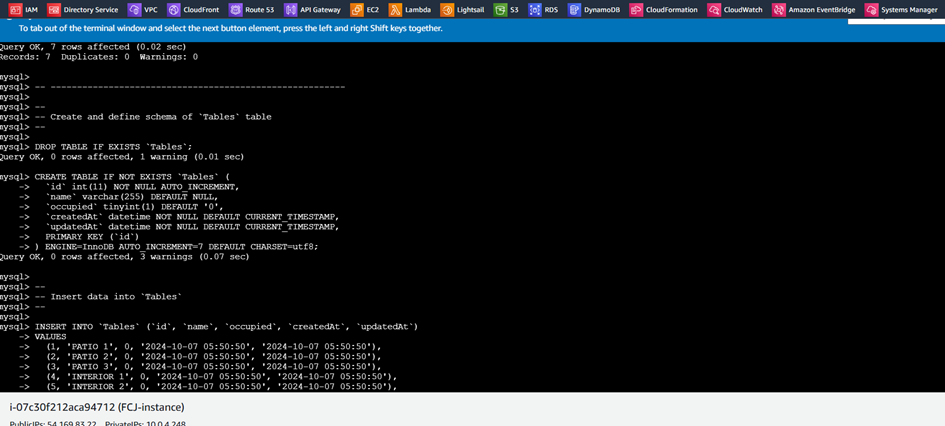 IAM Directory Service VPC CloudFront Route 53 API Gateway EC2 Lambda Lightsail S3 RDS DynamoDB CloudFormation CloudWatch Amazon EventBridge Systems Manager
To tab out of the terminal window and select the next button element, press the left and right Shift keys together.
Query OK, 7 rows affected (0.02 sec)
Records: 7  Duplicates: 0  Warnings: 0
mysql>
mysql> -- --------------------------------------------------------
mysql>
mysql> --
mysql> -- Create and define schema of `Tables` table
mysql> --
mysql>
mysql> DROP TABLE IF EXISTS `Tables`;
Query OK, 0 rows affected, 1 warning (0.01 sec)
mysql> CREATE TABLE IF NOT EXISTS `Tables` (
-> `id` int(11) NOT NULL AUTO_INCREMENT,
-> `name` varchar(255) DEFAULT NULL,
-> `occupied` tinyint(1) DEFAULT '0',
-> `createdAt` datetime NOT NULL DEFAULT CURRENT_TIMESTAMP,
-> `updatedAt` datetime NOT NULL DEFAULT CURRENT_TIMESTAMP,
-> PRIMARY KEY (`id`)
-> ) ENGINE=InnoDB AUTO_INCREMENT=7 DEFAULT CHARSET=utf8;
Query OK, 0 rows affected, 3 warnings (0.07 sec)
mysql>
mysql> --
mysql> -- Insert data into `Tables`
mysql> --
mysql>
mysql> INSERT INTO `Tables` (`id`, `name`, `occupied`, `createdAt`, `updatedAt`)
-> VALUES
-> (1, 'PATIO 1', 0, '2024-10-07 05:50:50', '2024-10-07 05:50:50'),
-> (2, 'PATIO 2', 0, '2024-10-07 05:50:50', '2024-10-07 05:50:50'),
-> (3, 'PATIO 3', 0, '2024-10-07 05:50:50', '2024-10-07 05:50:50'),
-> (4, 'INTERIOR 1', 0, '2024-10-07 05:50:50', '2024-10-07 05:50:50'),
-> (5, 'INTERIOR 2', 0, '2024-10-07 05:50:50', '2024-10-07 05:50:50'),
i-07c30f212aca94712 (FCJ-instance)
PublicIPs: 54.169.83.22 PrivateIPs: 10.0.4.248